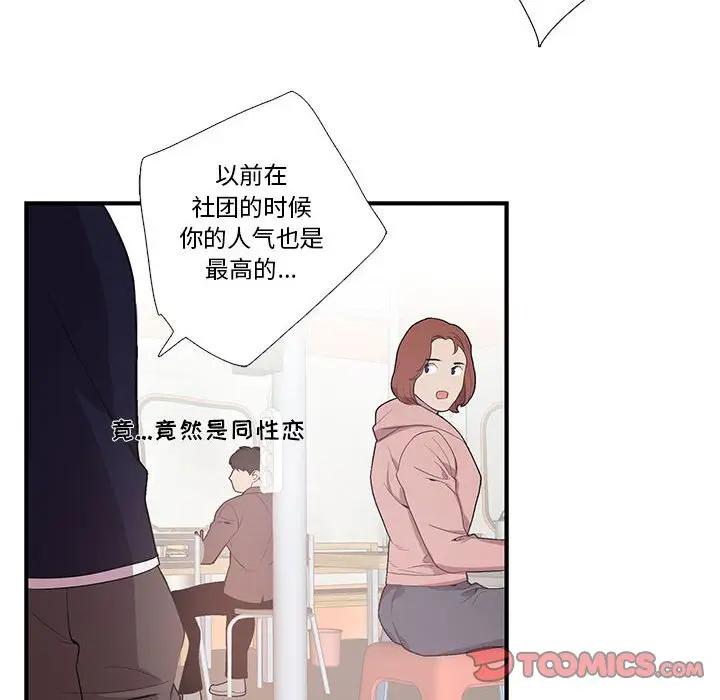 以前在
社团的时候
你的人气也是
最高的...
竟...竟然是同性恋
TOOMICS.COM